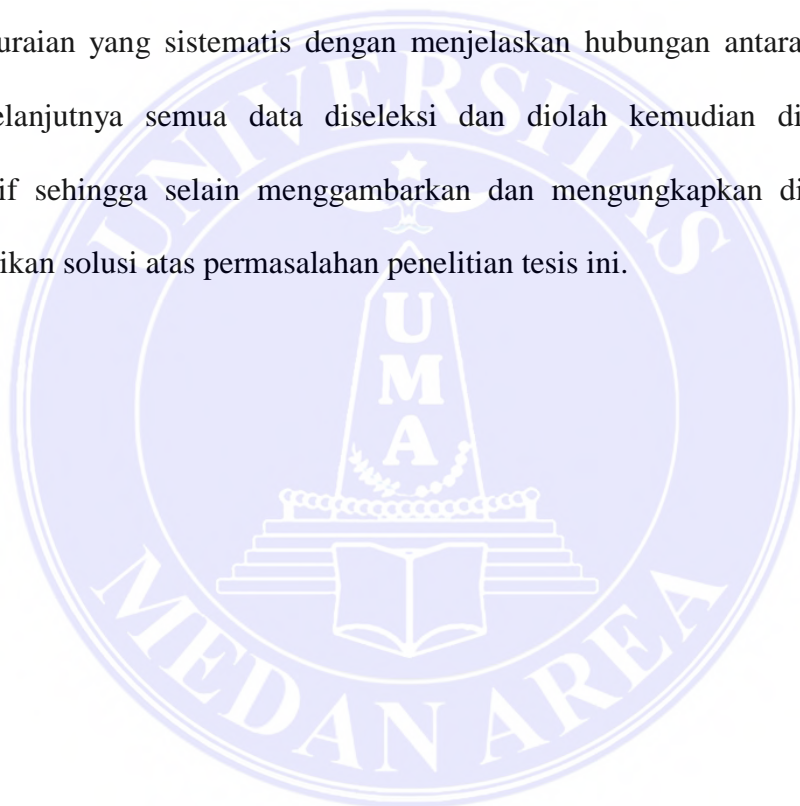 uraian yang sistematis dengan menjelaskan hubungan antara
elanjutnya semua data diseleksi dan diolah kemudian di
if sehingga selain menggambarkan dan mengungkapkan di
ikan solusi atas permasalahan penelitian tesis ini.
UNIVERSITAS
UMA
MEDAN AREA